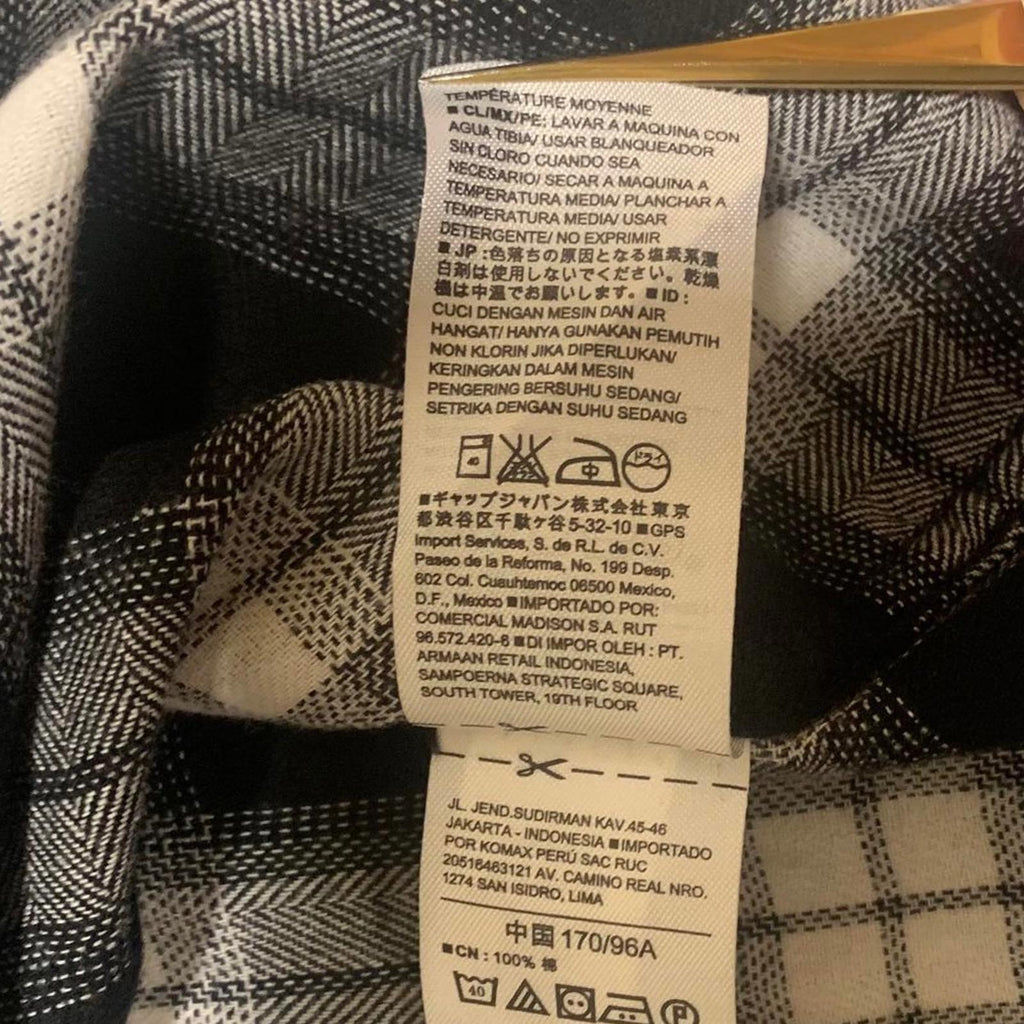 TEMPÉRATURE MOYENNE
■ CL/MX/PE: LAVAR A MAQUINA CON
AGUA TIBIA/ USAR BLANQUEADOR
SIN CLORO CUANDO SEA
NECESARIO/ SECAR A MAQUINA A
TEMPERATURA MEDIA/ PLANCHAR A
TEMPERATURA MEDIA/ USAR
DETERGENTE/ NO EXPRIMIR
■ JP :色落ちの原因となる塩素系漂
白剤は使用しないでください。乾燥
機は中温でお願いします。■ ID :
CUCI DENGAN MESIN DAN AIR
HANGAT/ HANYA GUNAKAN PEMUTIH
NON KLORIN JIKA DIPERLUKAN/
KERINGKAN DALAM MESIN
PENGERING BERSUHU SEDANG/
SETRIKA DENGAN SUHU SEDANG
40 中 ドライ
■ギャップジャパン株式会社東京
都渋谷区千駄ヶ谷5-32-10 ■GPS
Import Services, S. de R.L. de C.V.
Paseo de la Reforma, No. 199 Desp.
602 Col. Cuauhtemoc 06500 Mexico,
D.F., Mexico ■IMPORTADO POR:
COMERCIAL MADISON S.A. RUT
96.572.420-6 ■DI IMPOR OLEH : PT.
ARMAAN RETAIL INDONESIA,
SAMPOERNA STRATEGIC SQUARE,
SOUTH TOWER, 19TH FLOOR
JL. JEND.SUDIRMAN KAV.45-46
JAKARTA - INDONESIA ■IMPORTADO
POR KOMAX PERÚ SAC RUC
20516463121 AV. CAMINO REAL NRO.
1274 SAN ISIDRO, LIMA
中国 170/96A
■CN : 100% 棉
40 P